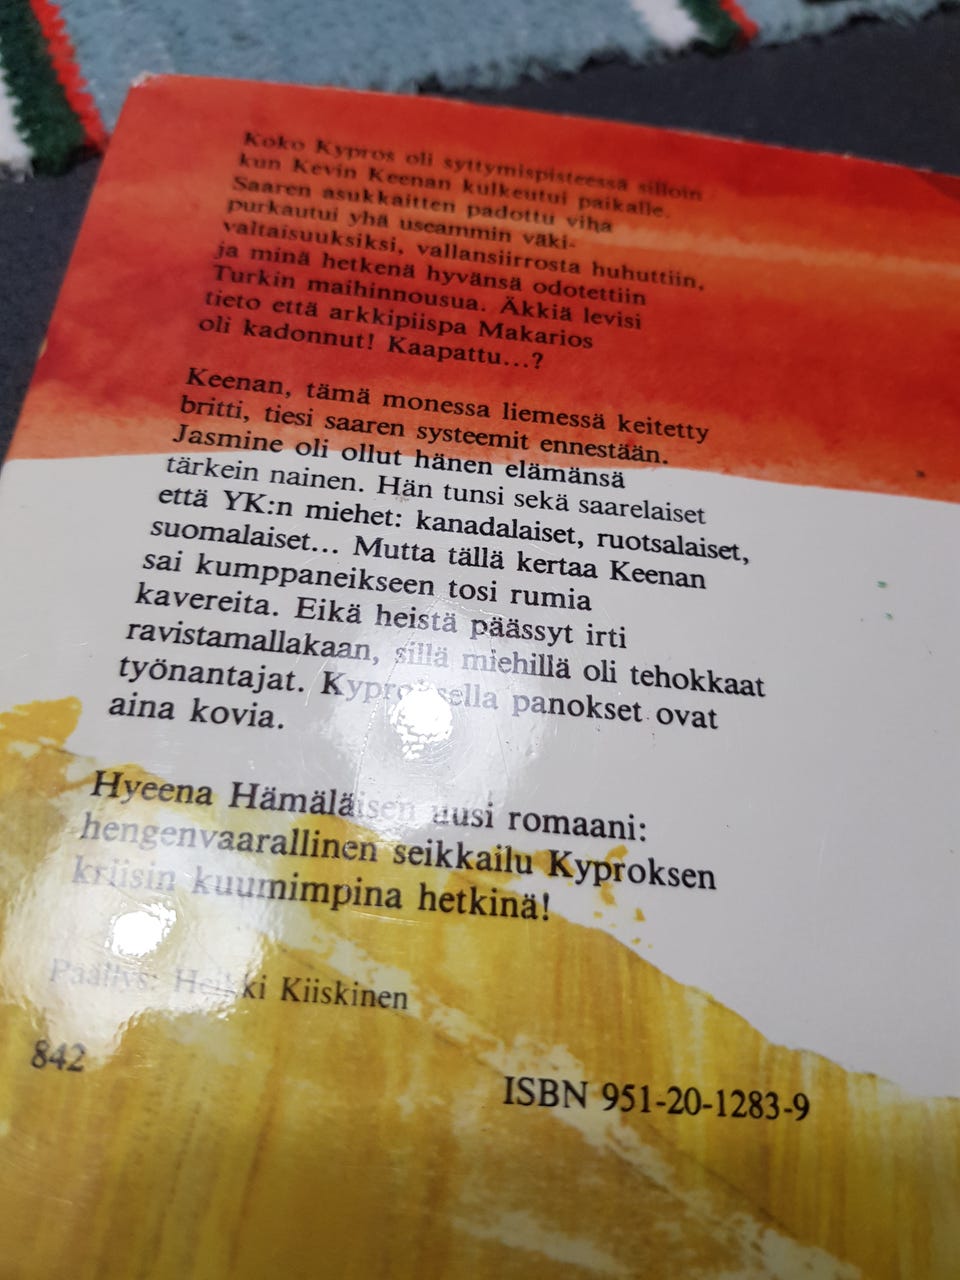 Koko Kypros oli syttymispisteessä silloin
kun Kevin Keenan kulkeutui paikalle.
Saaren asukkaitten padottu viha
purkautui yhä useammin väki-
valtaisuuksiksi, vallansiirrosta huhuttiin,
ja minä hetkenä hyvänsä odotettiin
Turkin maihinnousua. Äkkiä levisi
tieto että arkkipiispa Makarios
oli kadonnut! Kaapattu...?
Keenan, tämä monessa liemessä keitetty
britti, tiesi saaren systeemit ennestään.
Jasmine oli ollut hänen elämänsä
tärkein nainen. Hän tunsi sekä saarelaiset
että YK:n miehet: kanadalaiset, ruotsalaiset,
suomalaiset... Mutta tällä kertaa Keenan
sai kumppaneikseen tosi rumia
kavereita. Eikä heistä päässyt irti
ravistamallakaan, sillä miehillä oli tehokkaat
työnantajat. Kyproksella panokset ovat
aina kovia.
Hyeena Hämäläisen uusi romaani:
hengenvaarallinen seikkailu Kyproksen
kriisin kuumimpina hetkinä!
Päällys: Heikki Kiiskinen
842
ISBN 951-20-1283-9